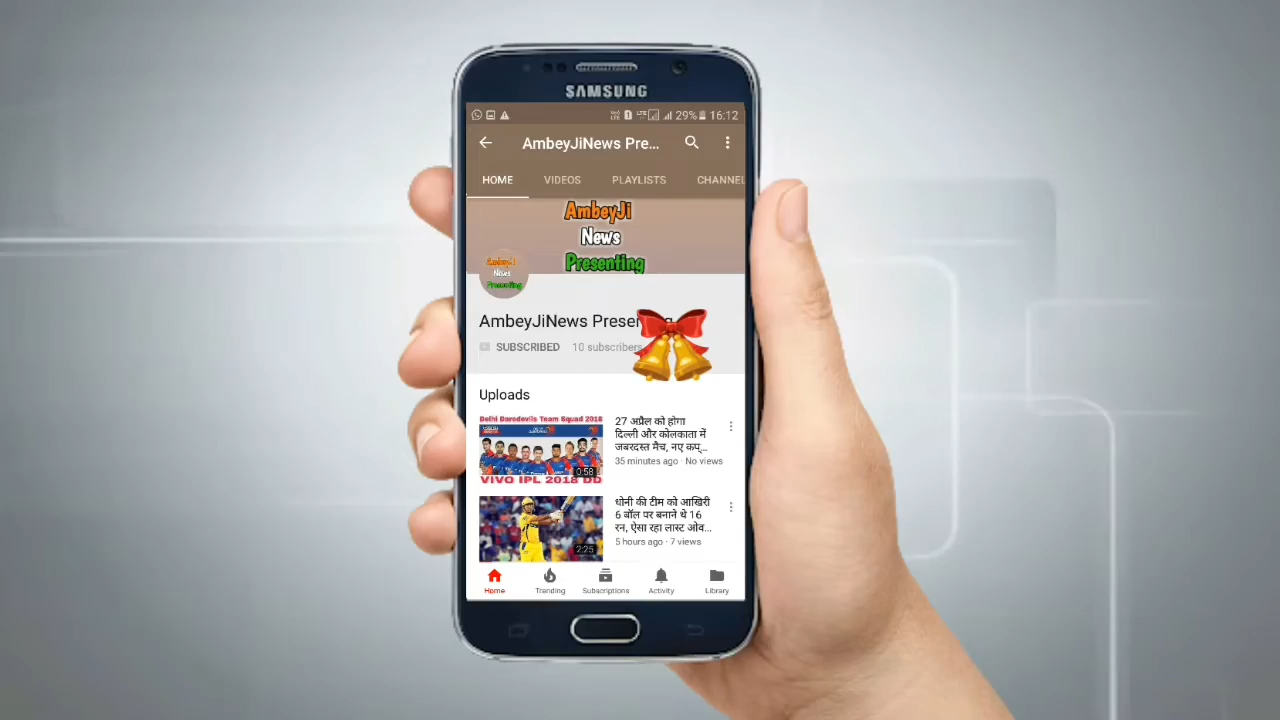 SAMSUNG
29% 16:12
AmbeyJiNews Pre...
HOME VIDEOS PLAYLISTS CHANNEL
AmbeyJi
News
Presenting
AmbeyJi
News
Presenting
AmbeyJiNews Presen
SUBSCRIBED 10 subscribers
Uploads
Delhi Daredevils Team Squad 2018
0:58
VIVO IPL 2018 DD
27 अप्रैल को होगा
दिल्ली और कोलकाता में
जबरदस्त मैच, नए कप्...
35 minutes ago · No views
2:25
धोनी की टीम को आखिरी
6 बॉल पर बनाने थे 16
रन, ऐसा रहा लास्ट ओव...
5 hours ago · 7 views
Home Trending Subscriptions Activity Library